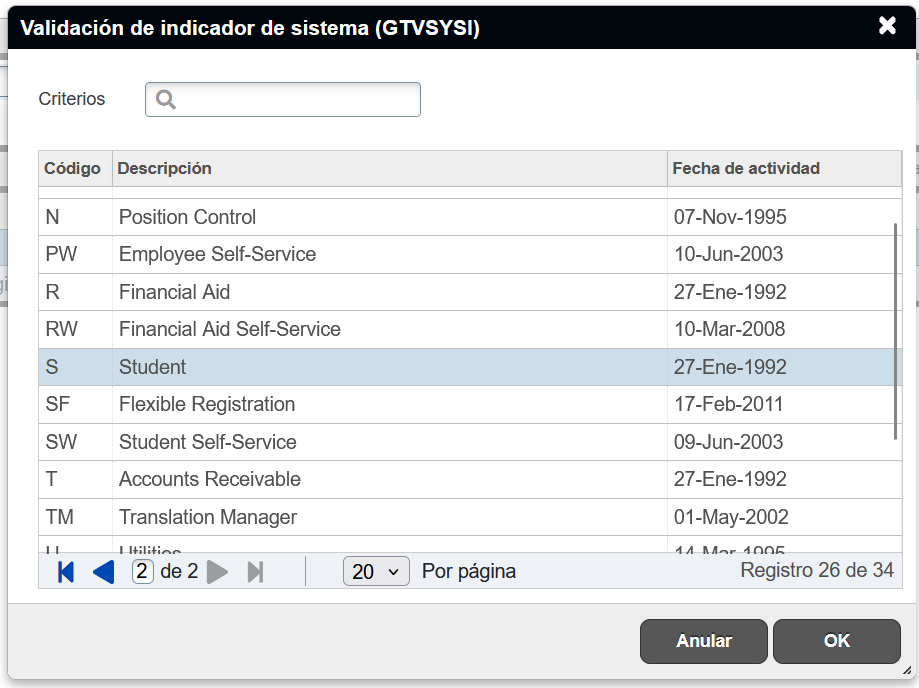 Validación de indicador de sistema (GTVSYSI)
Criterios
Código Descripción Fecha de actividad
N Position Control 07-Nov-1995
PW Employee Self-Service 10-Jun-2003
R Financial Aid 27-Ene-1992
RW Financial Aid Self-Service 10-Mar-2008
S Student 27-Ene-1992
SF Flexible Registration 17-Feb-2011
SW Student Self-Service 09-Jun-2003
T Accounts Receivable 27-Ene-1992
TM Translation Manager 01-May-2002
U Utilities 14-Mar-1995
2 de 2 20 Por página Registro 26 de 34
Anular OK